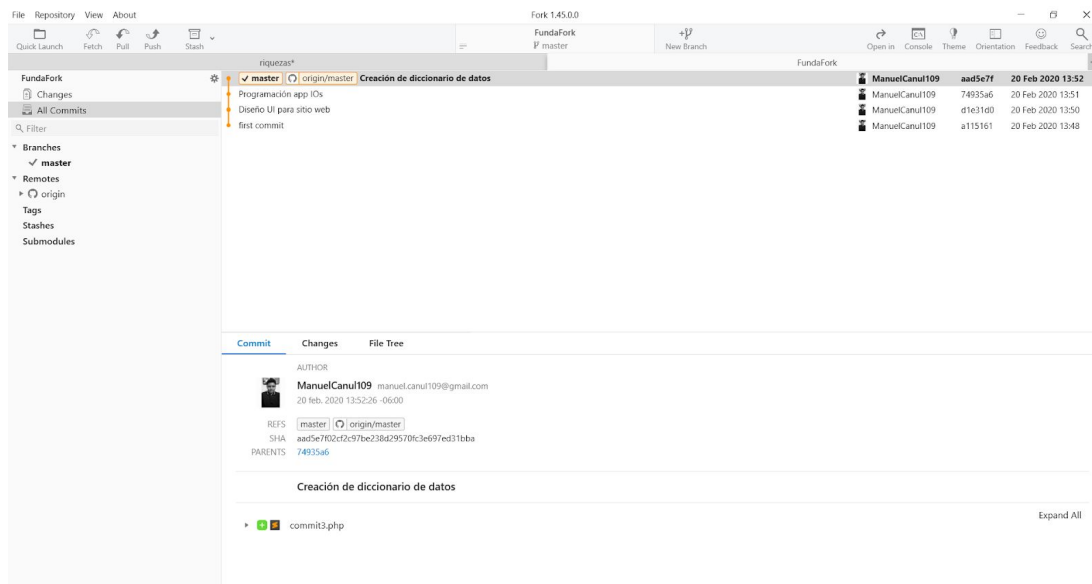 File Repository View About Fork 1.45.0.0
Quick Launch Fetch Pull Push Stash FundaFork master New Branch Open in Console Theme Orientation Feedback Search
riquezas* FundaFork
FundaFork
Changes
All Commits
Filter
Branches
master
Remotes
origin
Tags
Stashes
Submodules
master origin/master Creación de diccionario de datos ManuelCanul109 aad5e7f 20 Feb 2020 13:52
Programación app IOs ManuelCanul109 74935a6 20 Feb 2020 13:51
Diseño UI para sitio web ManuelCanul109 d1e31d0 20 Feb 2020 13:50
first commit ManuelCanul109 a115161 20 Feb 2020 13:48
Commit Changes File Tree
AUTHOR
ManuelCanul109 manuel.canul109@gmail.com
20 feb. 2020 13:52:26 -06:00
REFS master origin/master
SHA aad5e7f02cf2c97be238d29570fc3e697ed31bba
PARENTS 74935a6
Creación de diccionario de datos
Expand All
commit3.php